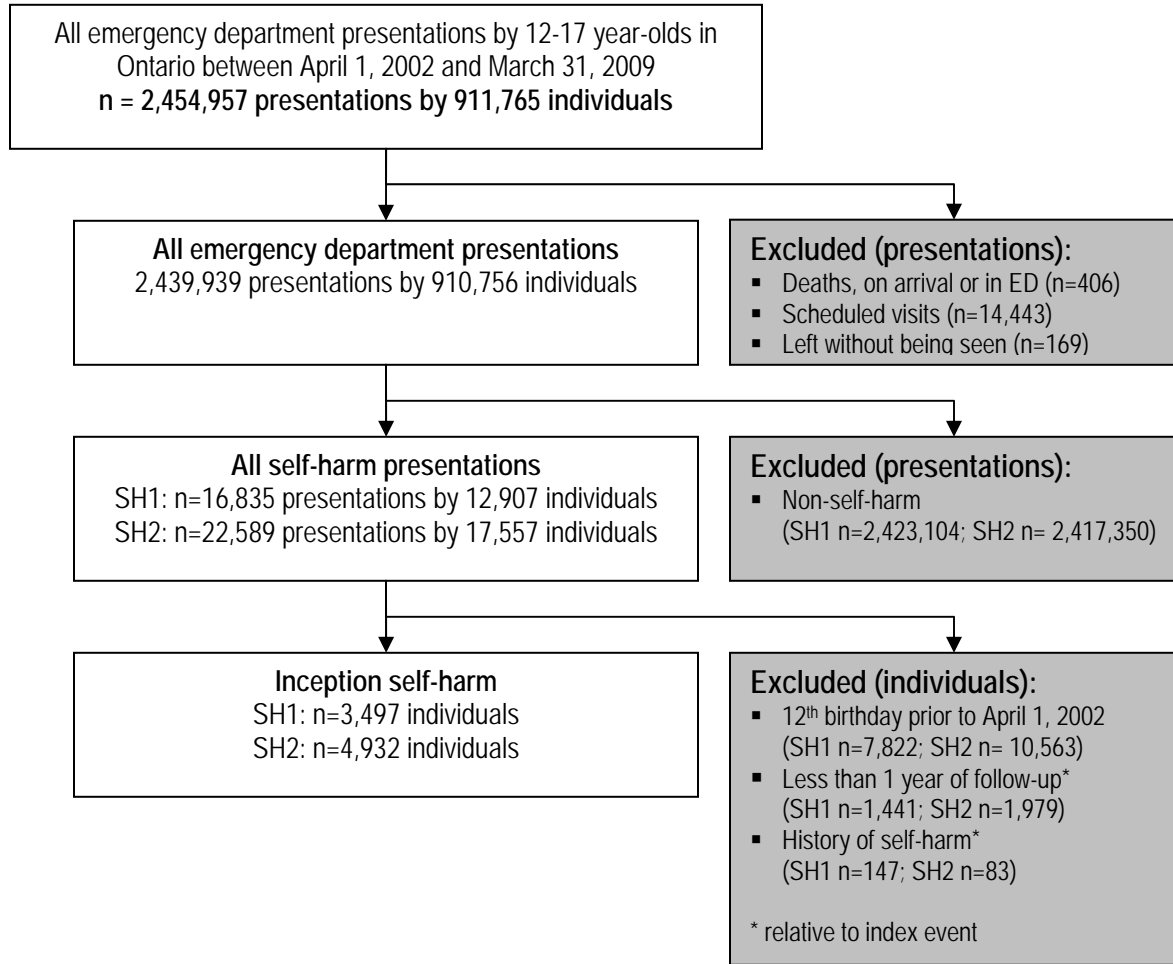 All emergency department presentations by 12-17 year-olds in
Ontario between April 1, 2002 and March 31, 2009
n = 2,454,957 presentations by 911,765 individuals
All emergency department presentations
2,439,939 presentations by 910,756 individuals
Excluded (presentations):
▪ Deaths, on arrival or in ED (n=406)
▪ Scheduled visits (n=14,443)
▪ Left without being seen (n=169)
All self-harm presentations
SH1: n=16,835 presentations by 12,907 individuals
SH2: n=22,589 presentations by 17,557 individuals
Excluded (presentations):
▪ Non-self-harm
(SH1 n=2,423,104; SH2 n= 2,417,350)
Inception self-harm
SH1: n=3,497 individuals
SH2: n=4,932 individuals
Excluded (individuals):
▪ 12th birthday prior to April 1, 2002
(SH1 n=7,822; SH2 n= 10,563)
▪ Less than 1 year of follow-up*
(SH1 n=1,441; SH2 n=1,979)
▪ History of self-harm*
(SH1 n=147; SH2 n=83)
* relative to index event